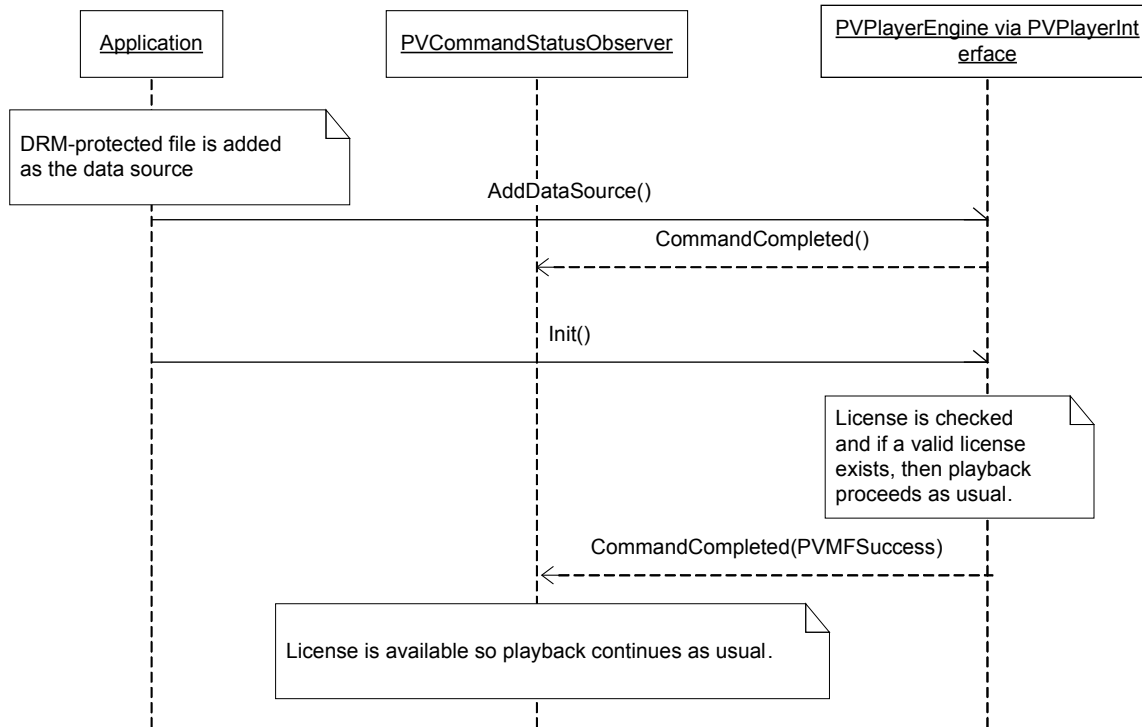 Application
PVCommandStatusObserver
PVPlayerEngine via PVPlayerInt
erface
DRM-protected file is added
as the data source
AddDataSource()
CommandCompleted()
Init()
License is checked
and if a valid license
exists, then playback
proceeds as usual.
CommandCompleted(PVMFSuccess)
License is available so playback continues as usual.